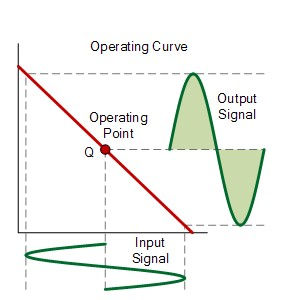 Operating Curve
Output
Signal
Operating
Point
Q
Input
Signal